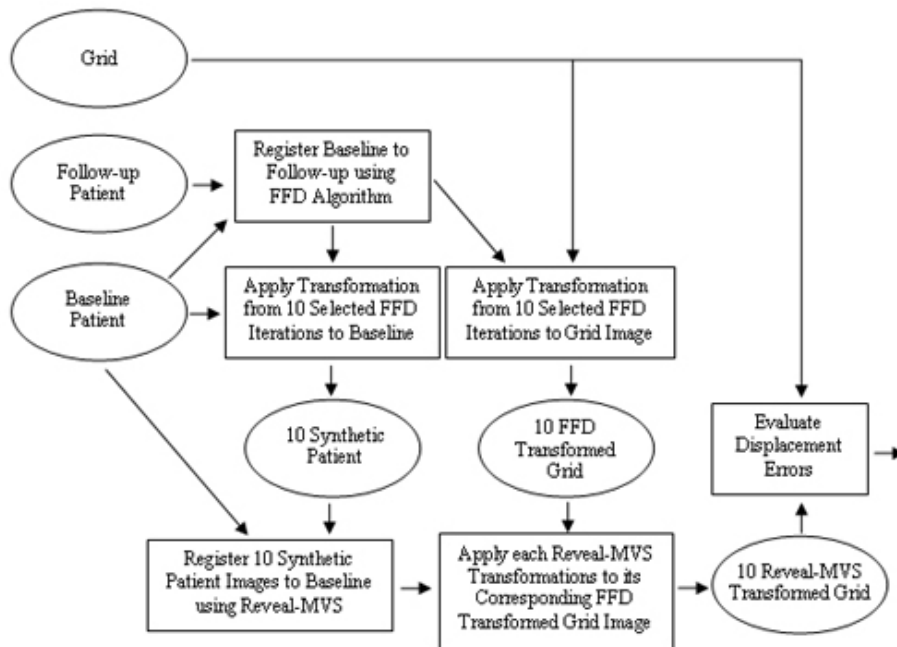 Grid
Follow-up
Patient
Register Baseline to
Follow-up using
FFD Algorithm
Baseline
Patient
Apply Transformation
from 10 Selected FFD
Iterations to Baseline
Apply Transformation
from 10 Selected FFD
Iterations to Grid Image
10 Synthetic
Patient
10 FFD
Transformed
Grid
Evaluate
Displacement
Errors
Register 10 Synthetic
Patient Images to Baseline
using Reveal-MVS
Apply each Reveal-MVS
Transformations to its
Corresponding FFD
Transformed Grid Image
10 Reveal-MVS
Transformed Grid